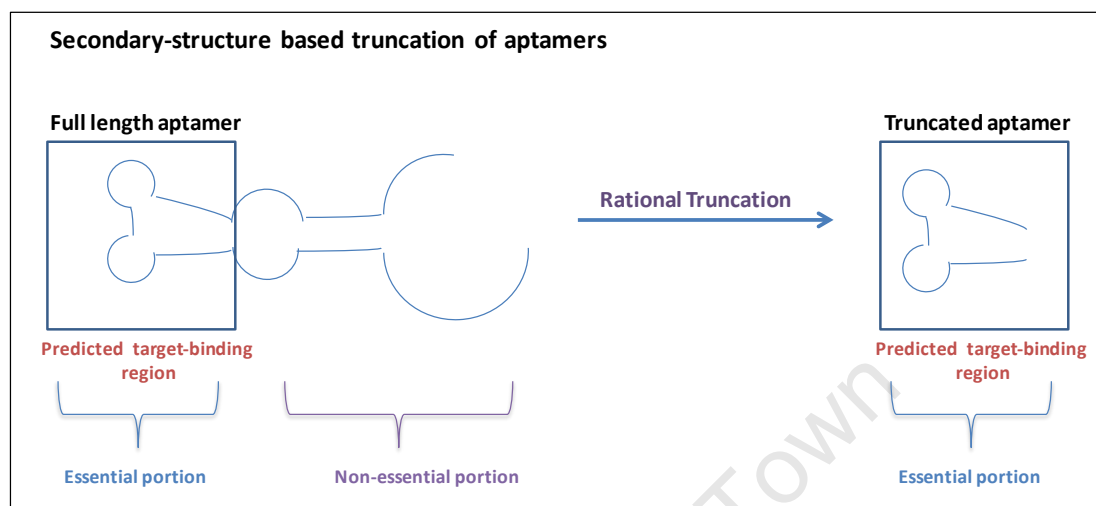 Secondary-structure based truncation of aptamers
Full length aptamer
Truncated aptamer
Rational Truncation
Predicted target-binding
region
Predicted target-binding
region
Essential portion
Non-essential portion
Essential portion
Town